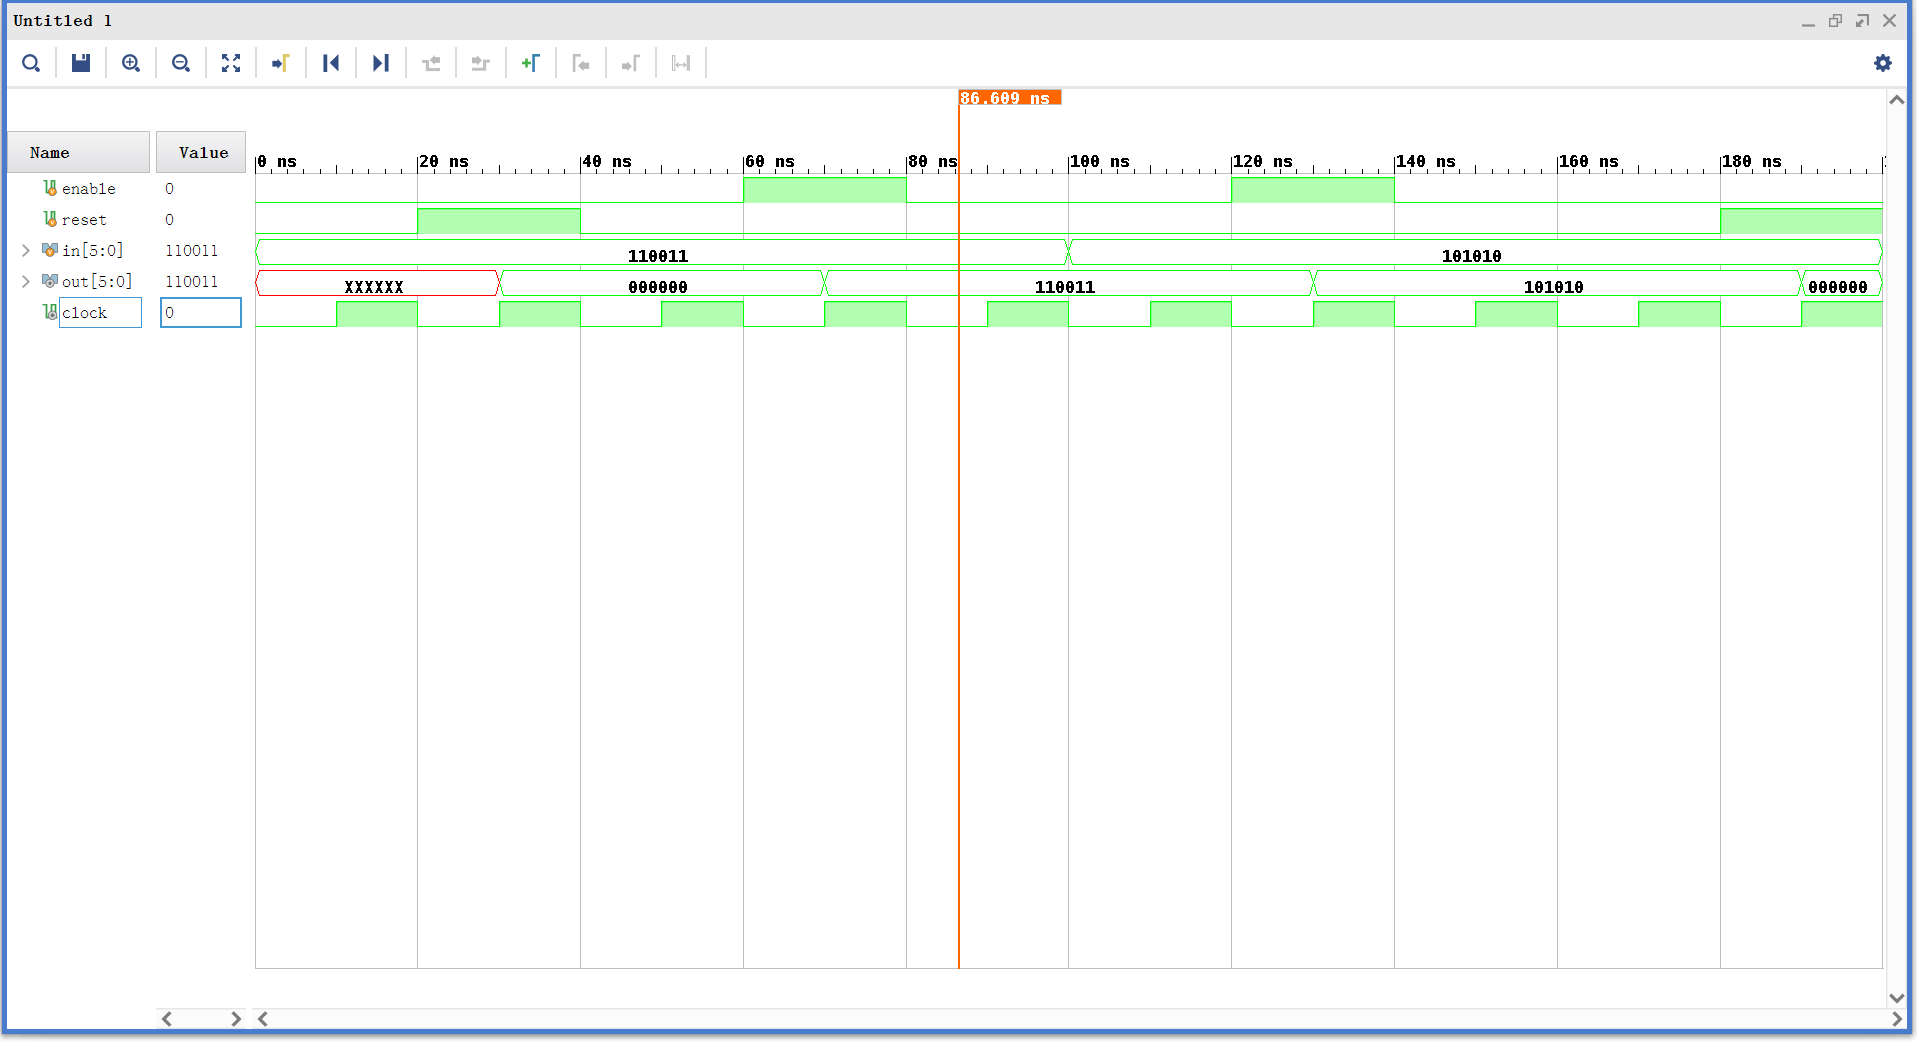 Untitled 1
86.609 ns
Name Value 0 ns 20 ns 40 ns 60 ns 80 ns 100 ns 120 ns 140 ns 160 ns 180 ns
enable 0
reset 0
in[5:0] 110011 110011 101010
out[5:0] 110011 XXXXXX 000000 110011 101010 000000
clock 0